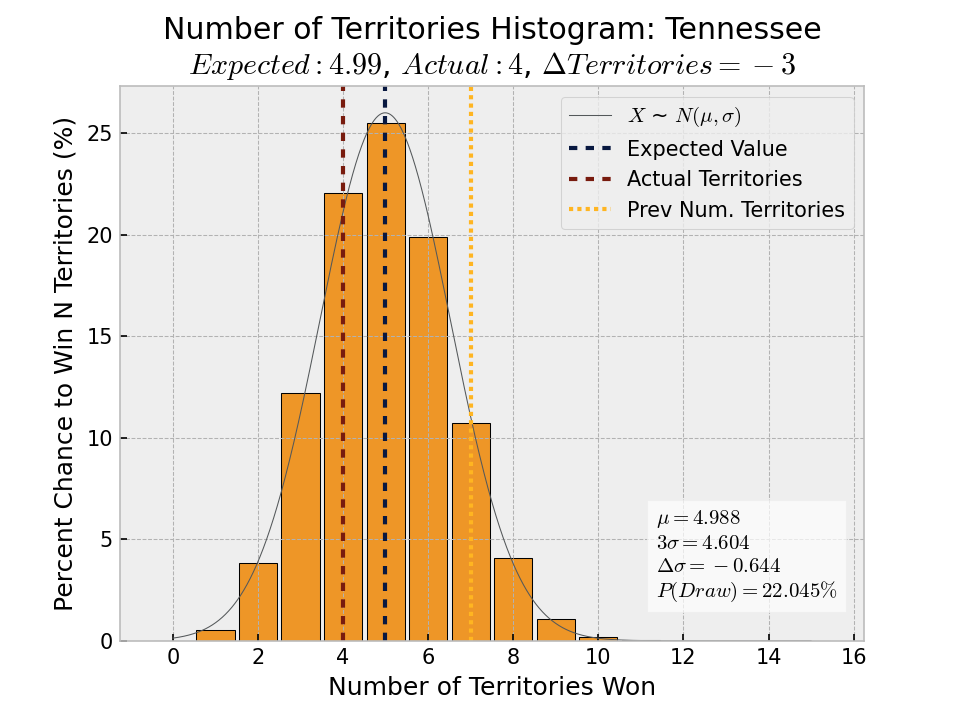 Number of Territories Histogram: Tennessee
Expected : 4.99, Actual : 4, ΔTerritories = −3
Percent Chance to Win N Territories (%)
25
20
15
10
5
0
X ~ N(μ, σ)
Expected Value
Actual Territories
Prev Num. Territories
μ = 4.988
3σ = 4.604
Δσ = −0.644
P(Draw) = 22.045%
0 2 4 6 8 10 12 14 16
Number of Territories Won